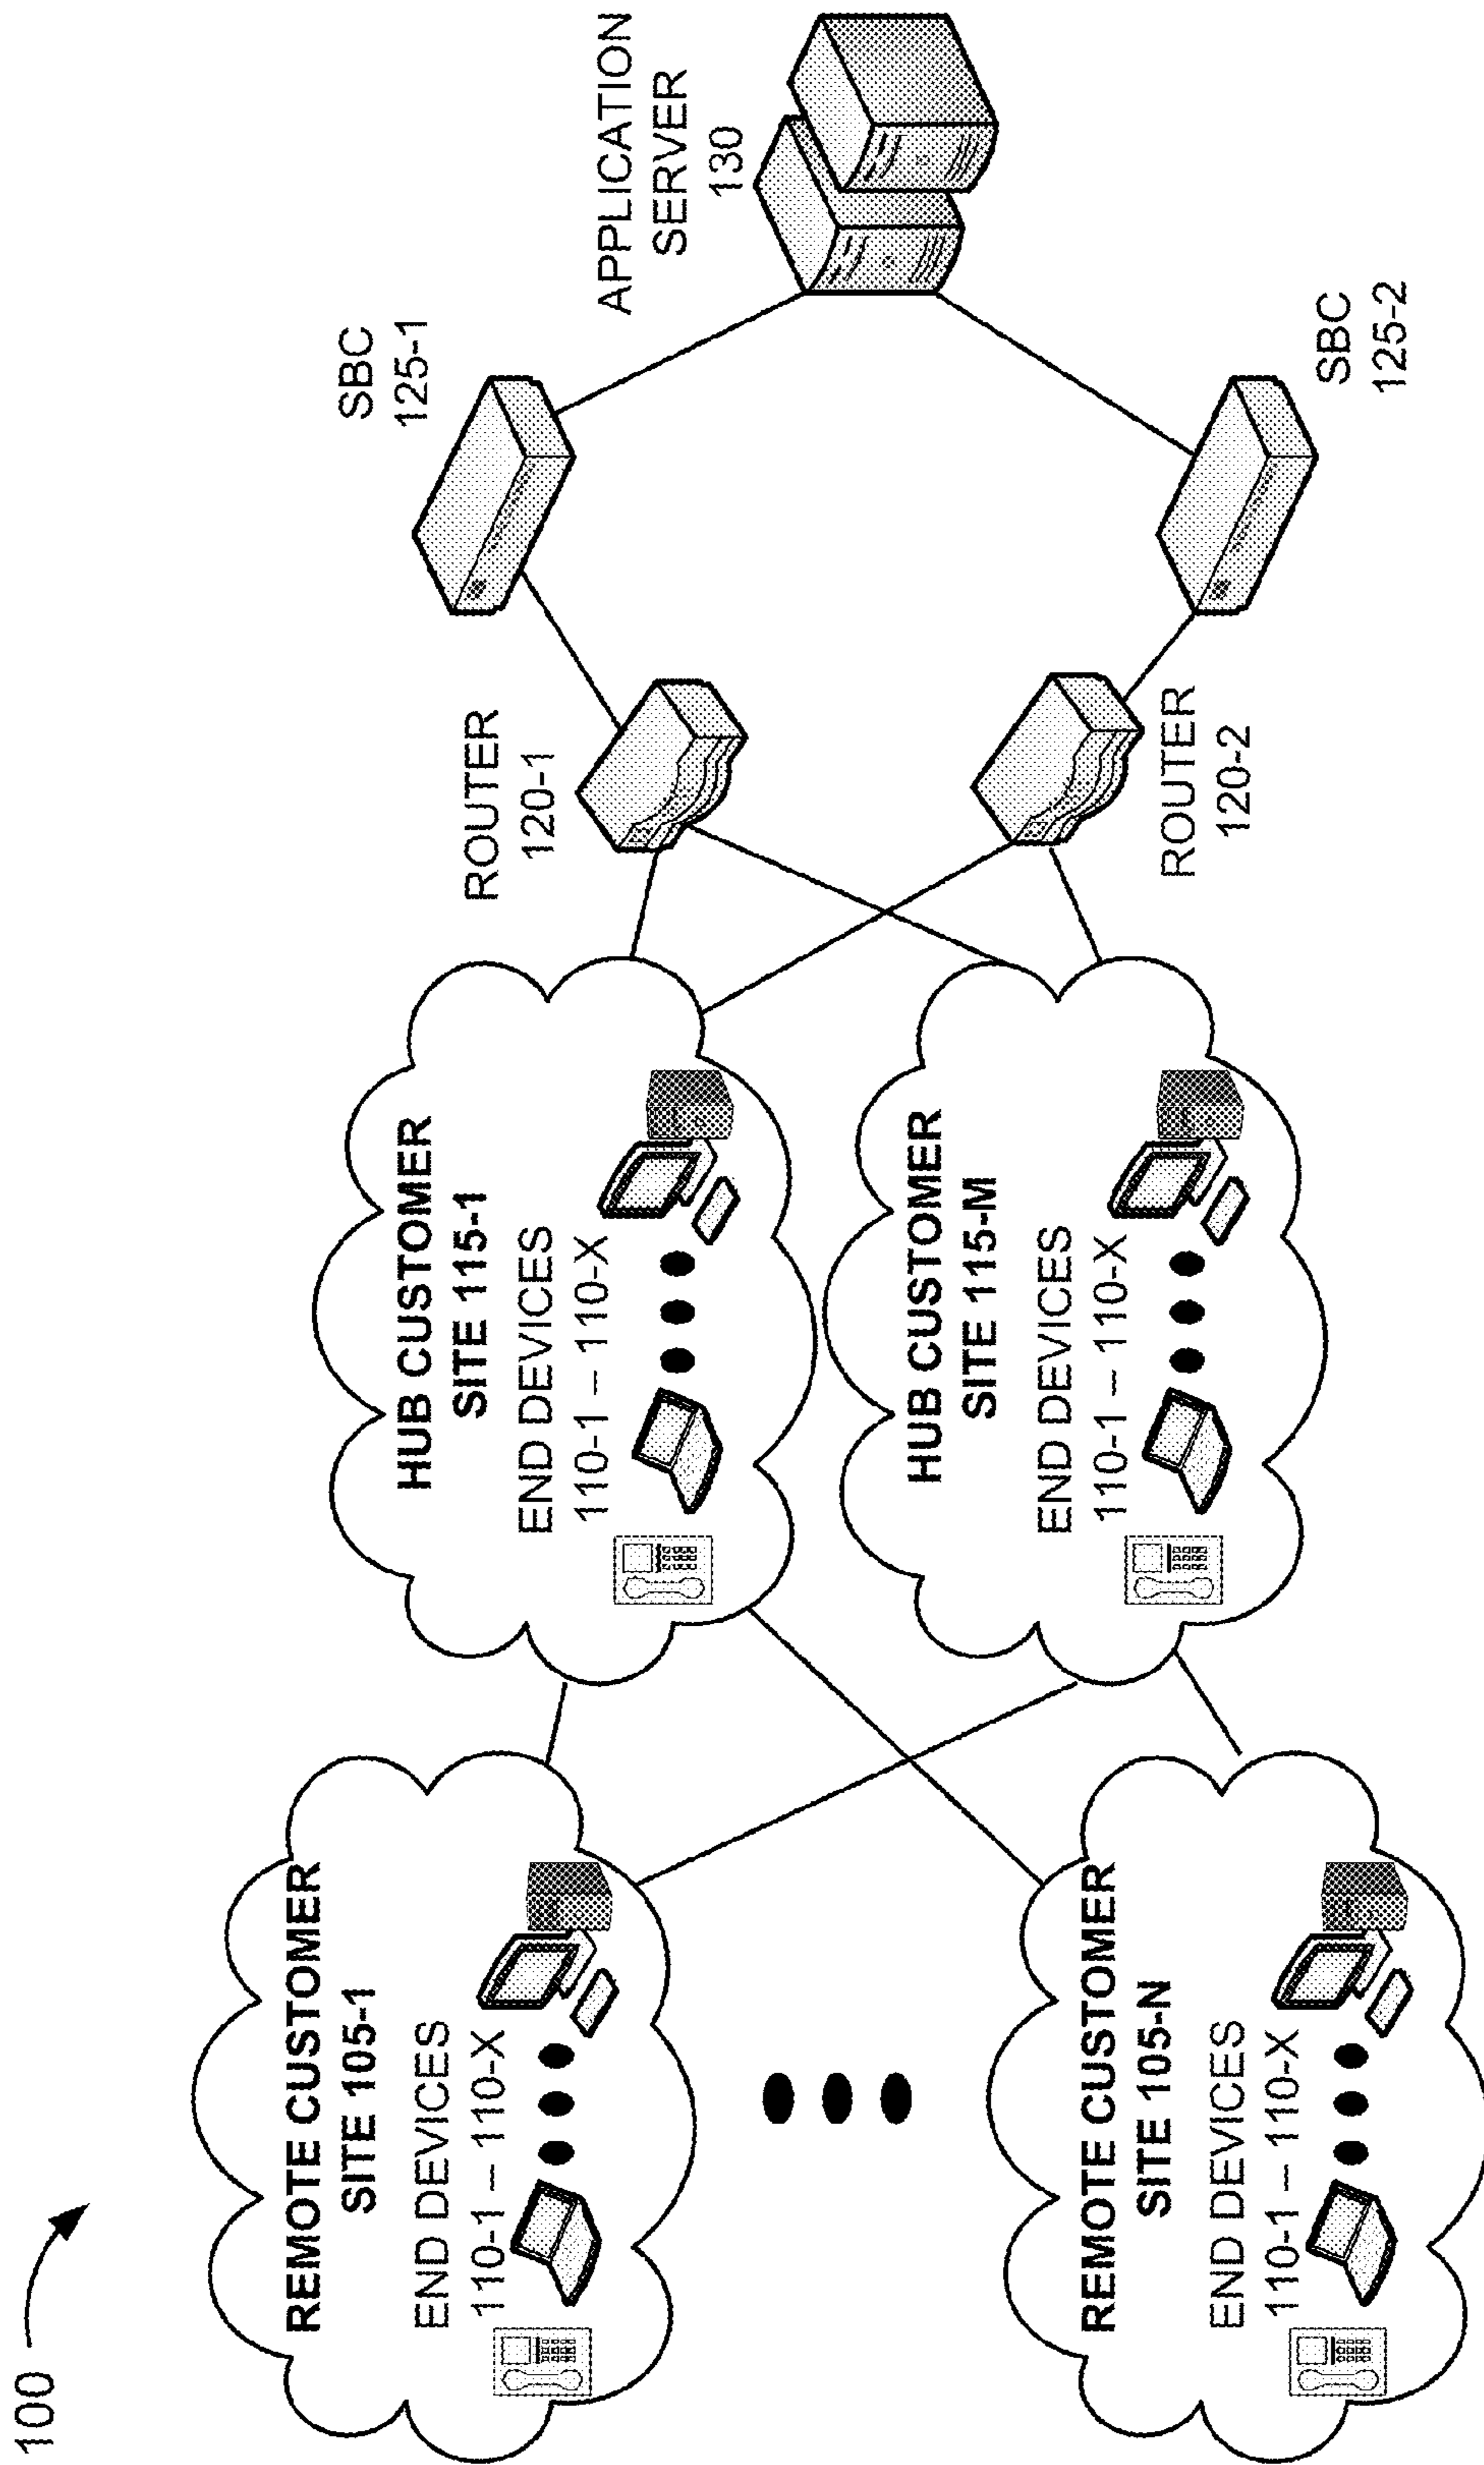 100
REMOTE CUSTOMER
SITE 105-1
END DEVICES
110-1 – 110-X
REMOTE CUSTOMER
SITE 105-N
END DEVICES
110-1 – 110-X
HUB CUSTOMER
SITE 115-1
END DEVICES
110-1 – 110-X
HUB CUSTOMER
SITE 115-M
END DEVICES
110-1 – 110-X
ROUTER
120-1
ROUTER
120-2
SBC
125-1
SBC
125-2
APPLICATION
SERVER
130